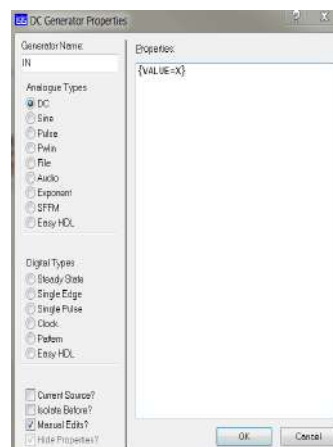 DC Generator Properties
Generator Name:
IN
Analogue Types
DC
Sine
Pulse
Pwlin
File
Audio
Exponent
SFFM
Easy HDL
Digital Types
Steady State
Single Edge
Single Pulse
Clock
Pattern
Easy HDL
Current Source?
Isolate Before?
Manual Edits?
Hide Properties?
Properties:
{VALUE=X}
OK
Cancel